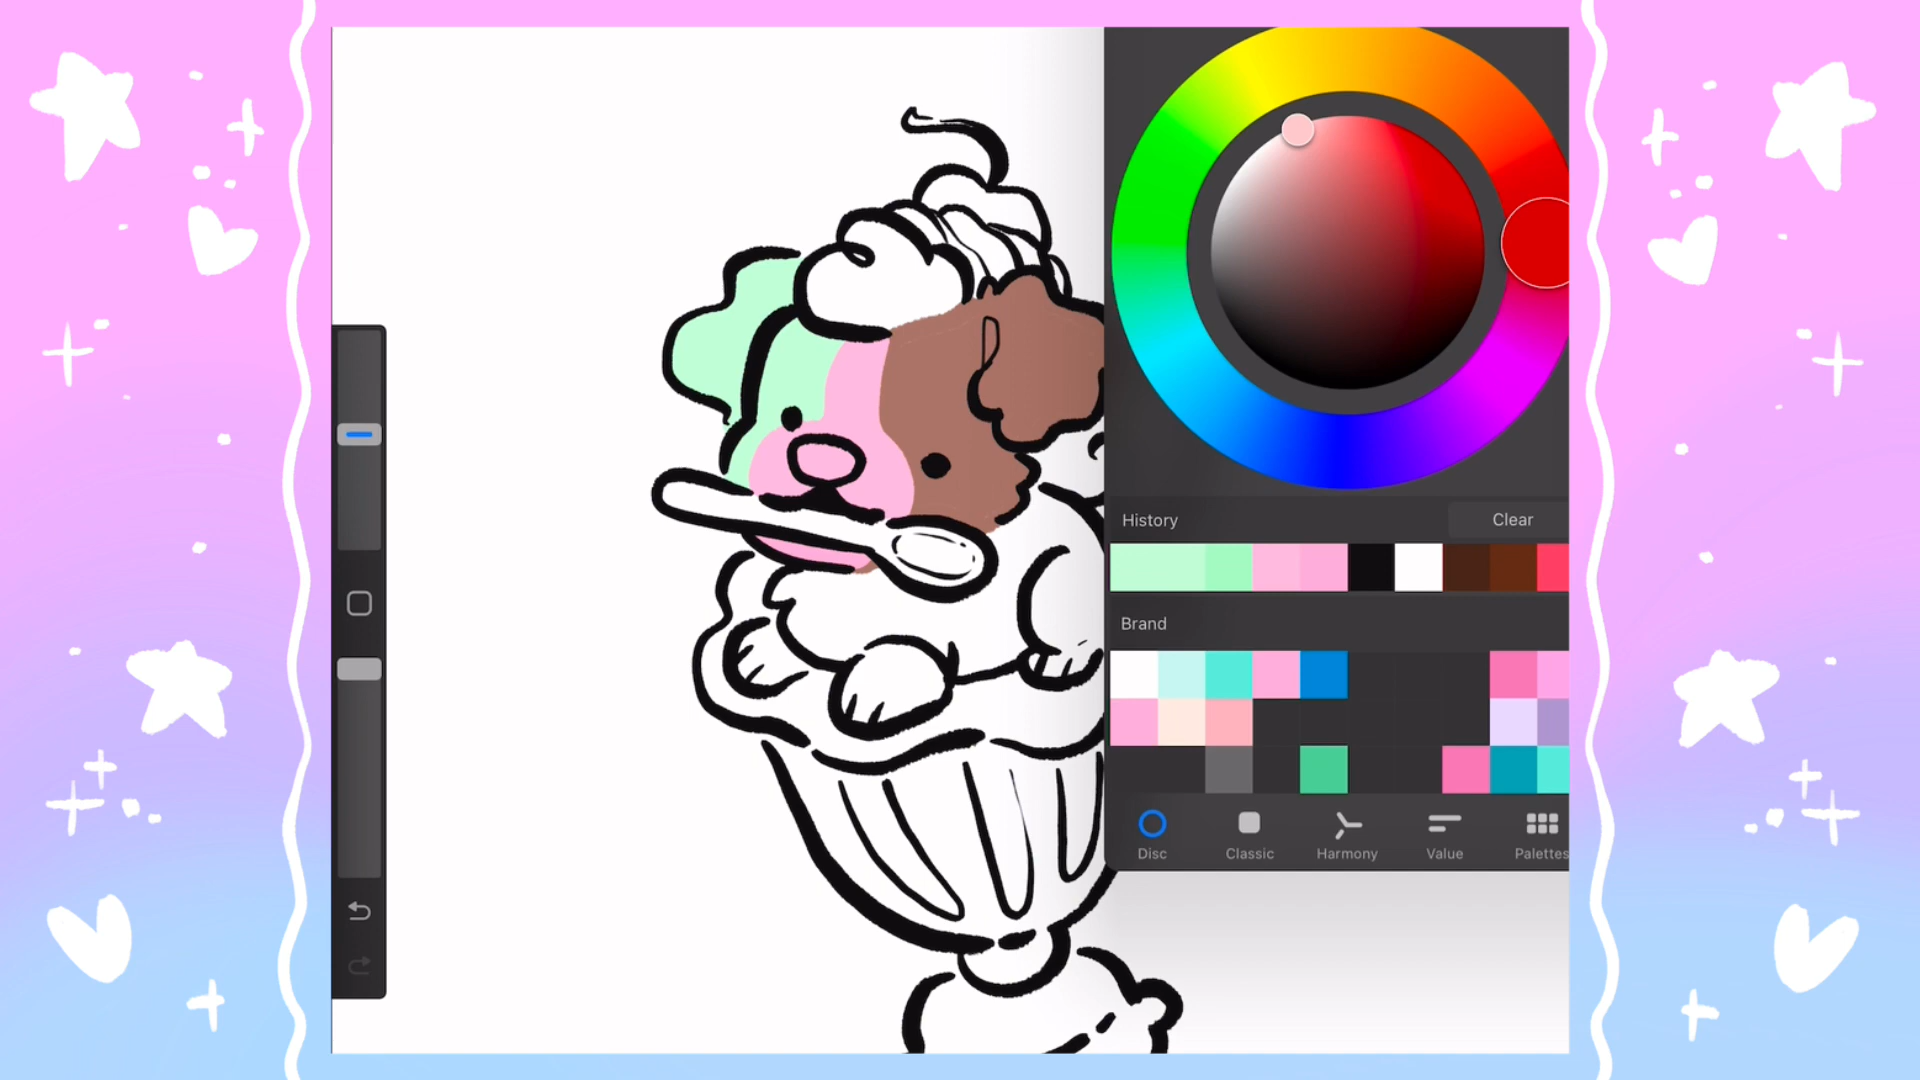 History
Clear
Brand
Disc
Classic
Harmony
Value
Palettes